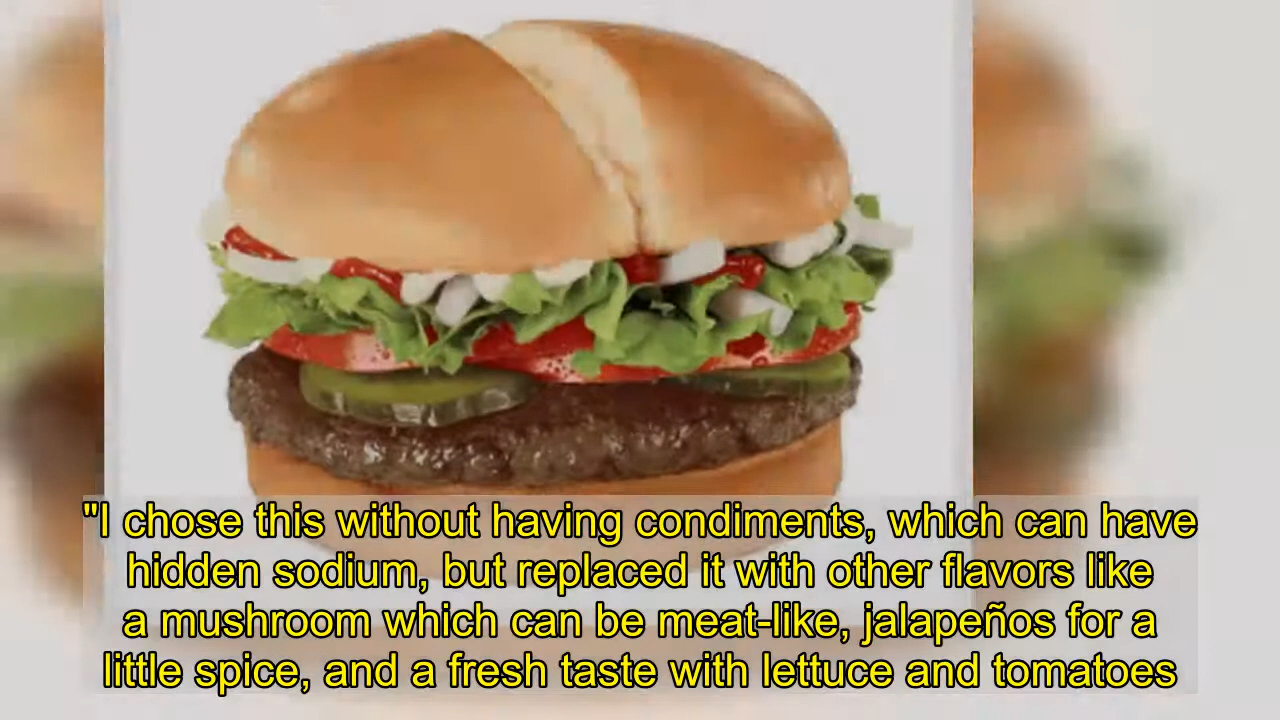 "I chose this without having condiments, which can have
hidden sodium, but replaced it with other flavors like
a mushroom which can be meat-like, jalapeños for a
little spice, and a fresh taste with lettuce and tomatoes